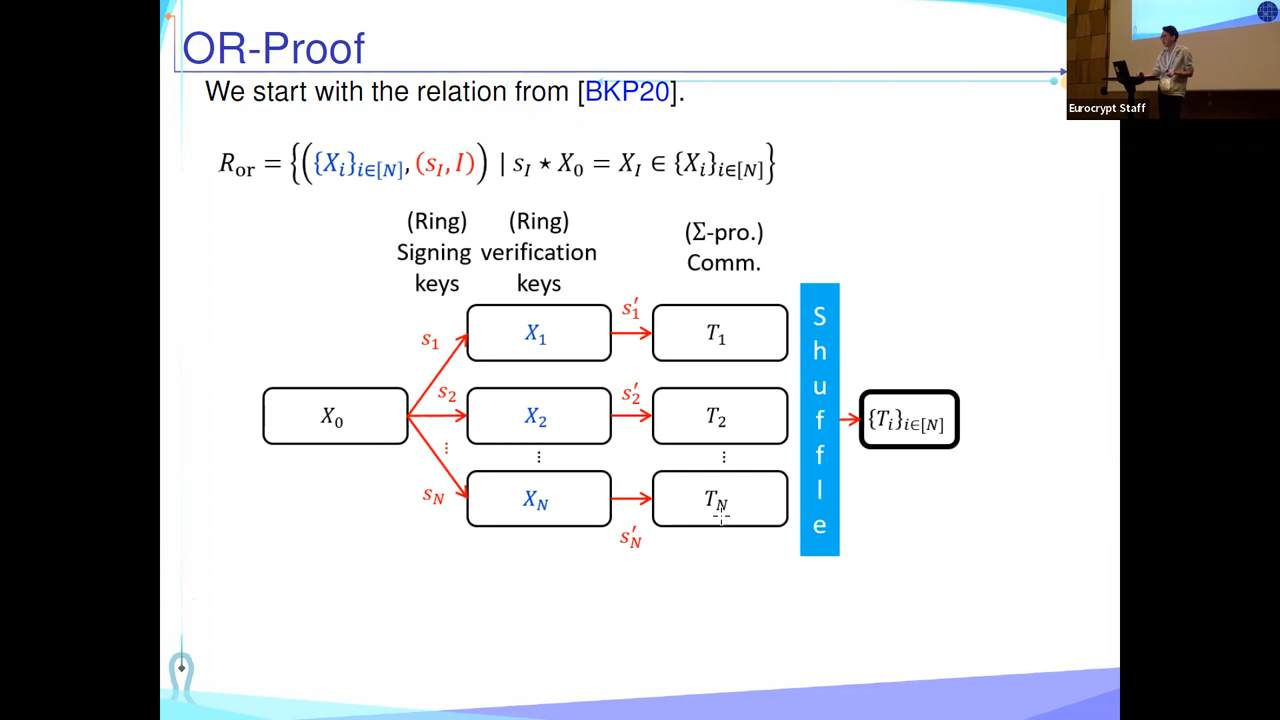 OR-Proof
We start with the relation from [BKP20].
R_or = {({X_i}_{i∈[N]}, (s_I, I)) | s_I ⋆ X_0 = X_I ∈ {X_i}_{i∈[N]}}
(Ring) Signing keys
(Ring) verification keys
(Σ-pro.) Comm.
s_1
X_1
s′_1
T_1
X_0
s_2
X_2
s′_2
T_2
⋮
⋮
⋮
s_N
X_N
s′_N
T_N
Shuffle
{T_i}_{i∈[N]}
Eurocrypt Staff